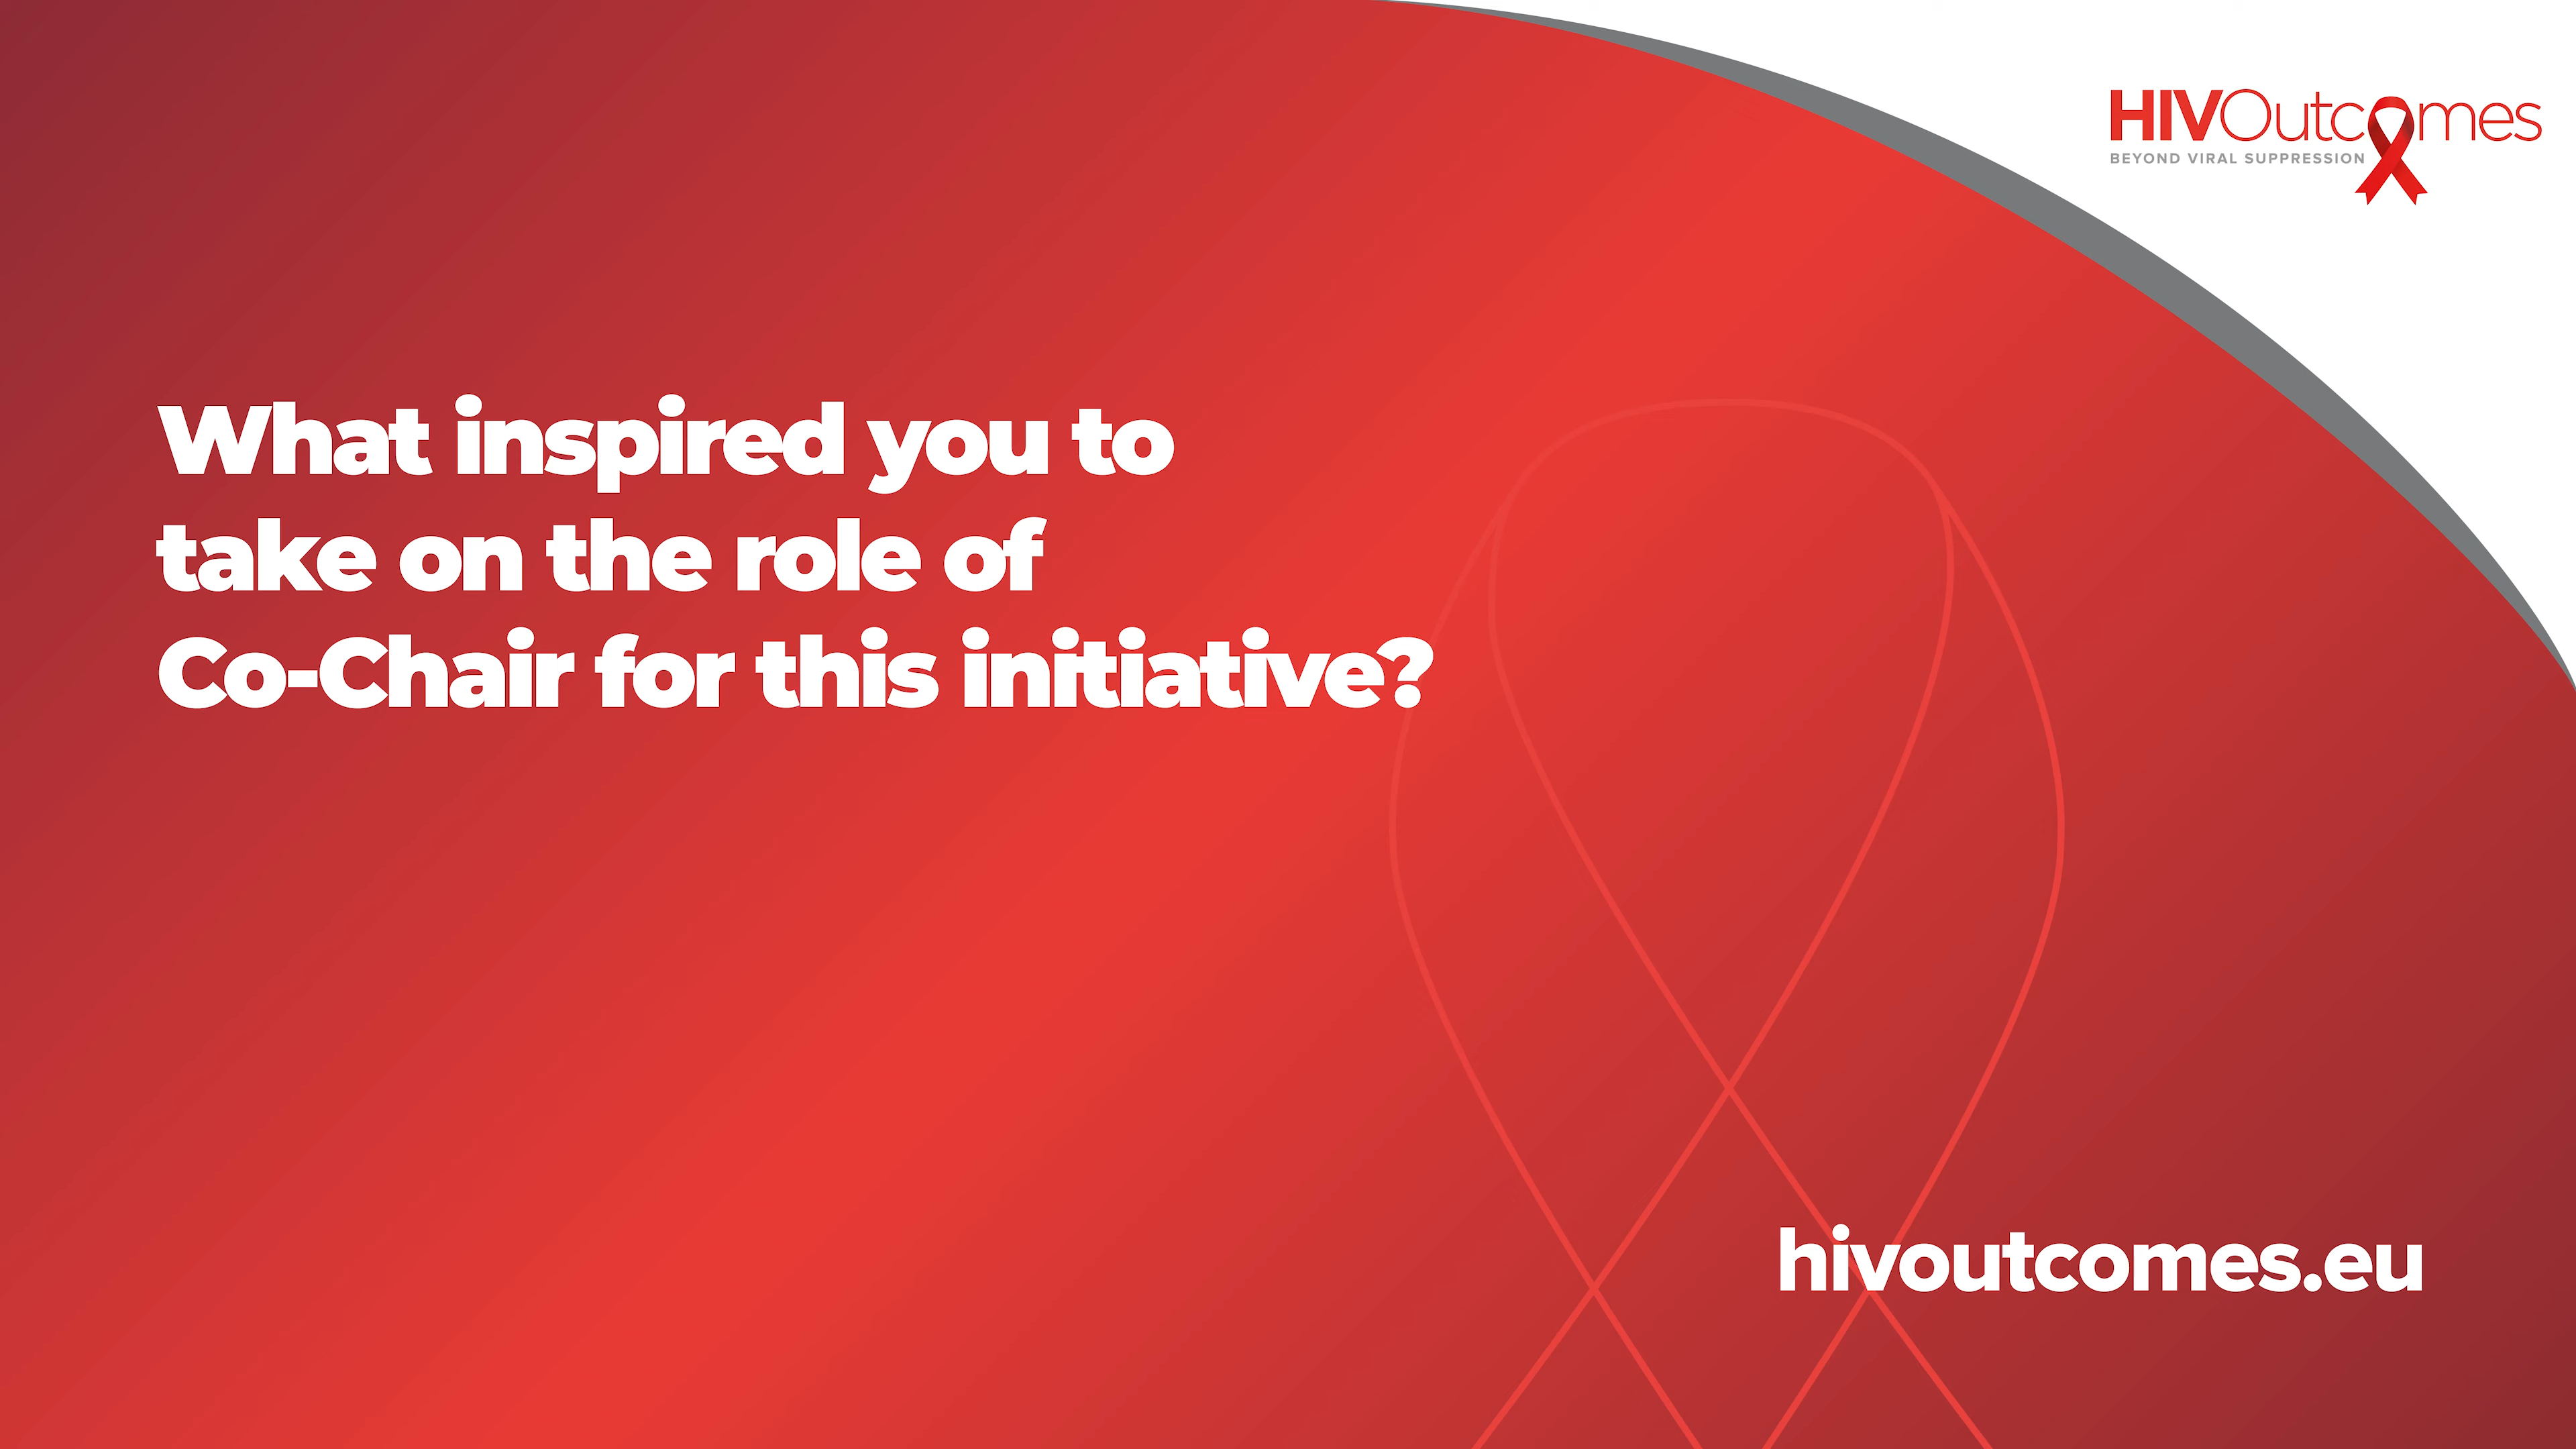 HIVOutcomes
BEYOND VIRAL SUPPRESSION
What inspired you to
take on the role of
Co-Chair for this initiative?
hivoutcomes.eu